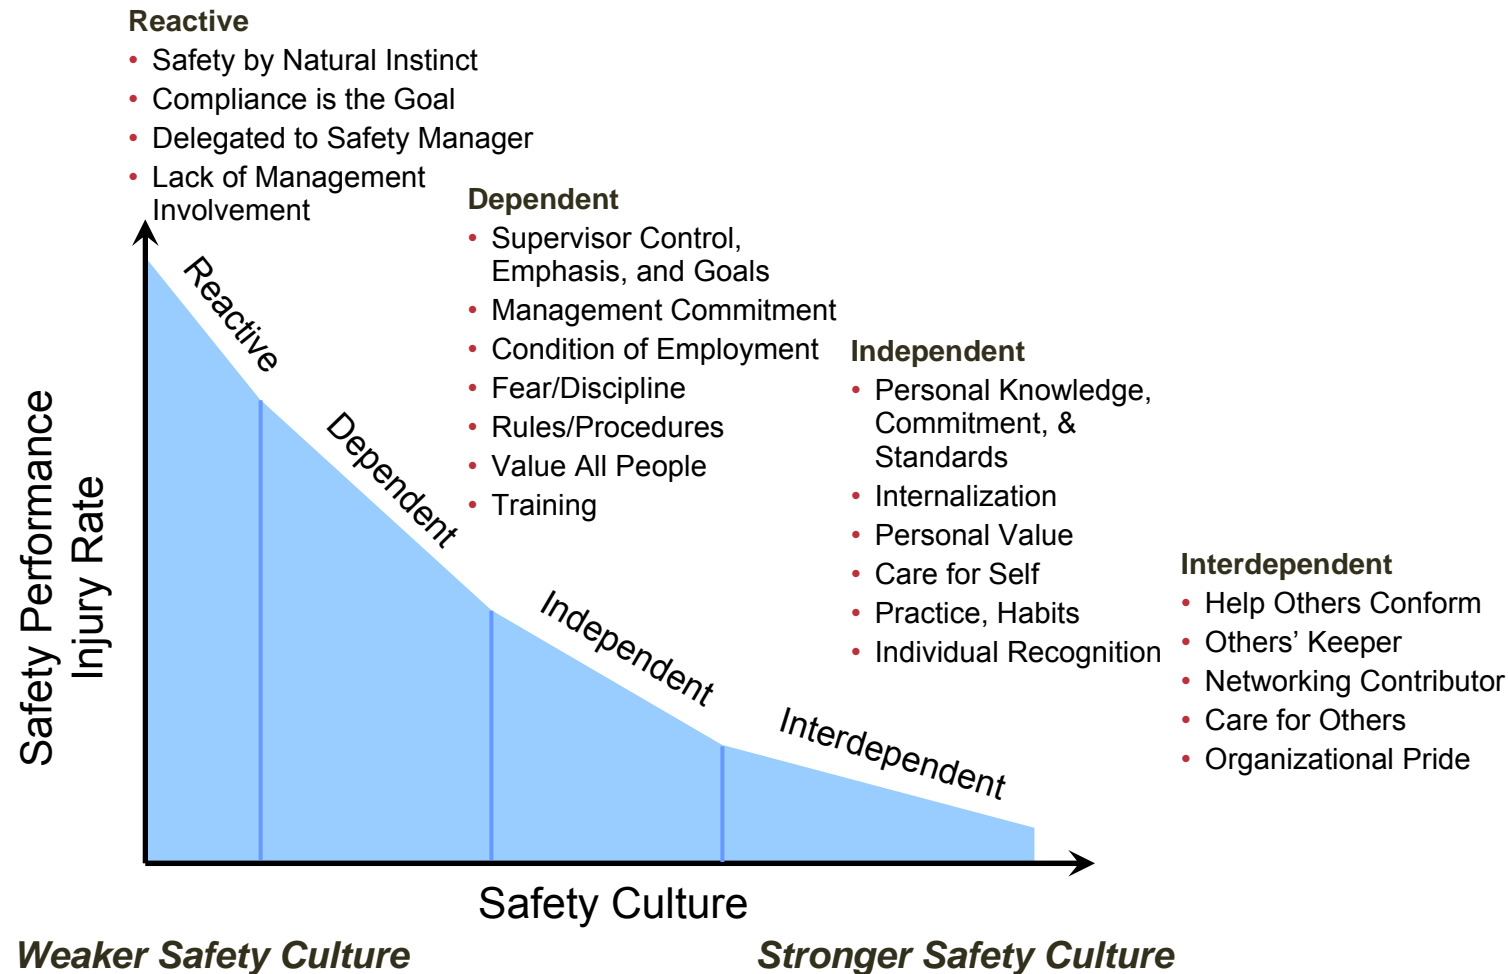 Reactive
• Safety by Natural Instinct
• Compliance is the Goal
• Delegated to Safety Manager
• Lack of Management
Involvement
Dependent
• Supervisor Control,
Emphasis, and Goals
• Management Commitment
• Condition of Employment
• Fear/Discipline
• Rules/Procedures
• Value All People
• Training
Independent
• Personal Knowledge,
Commitment, &
Standards
• Internalization
• Personal Value
• Care for Self
• Practice, Habits
• Individual Recognition
Interdependent
• Help Others Conform
• Others’ Keeper
• Networking Contributor
• Care for Others
• Organizational Pride
Safety Performance
Injury Rate
Reactive
Dependent
Independent
Interdependent
Safety Culture
Weaker Safety Culture
Stronger Safety Culture